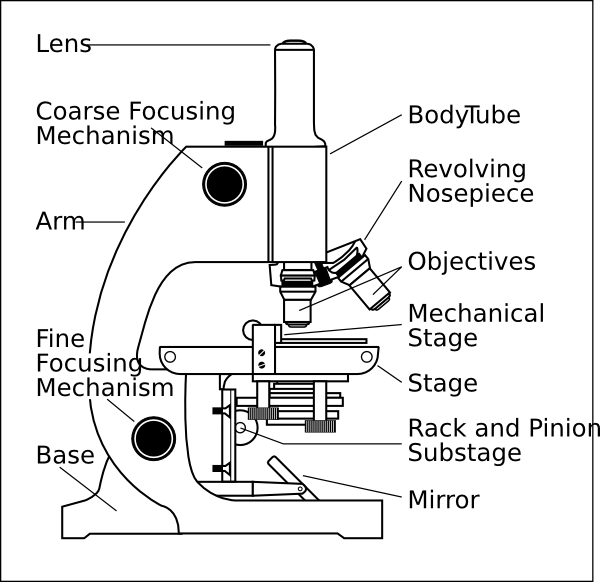 Lens
Coarse Focusing
Mechanism
Arm
Fine
Focusing
Mechanism
Base
BodyTube
Revolving
Nosepiece
Objectives
Mechanical
Stage
Stage
Rack and Pinion
Substage
Mirror